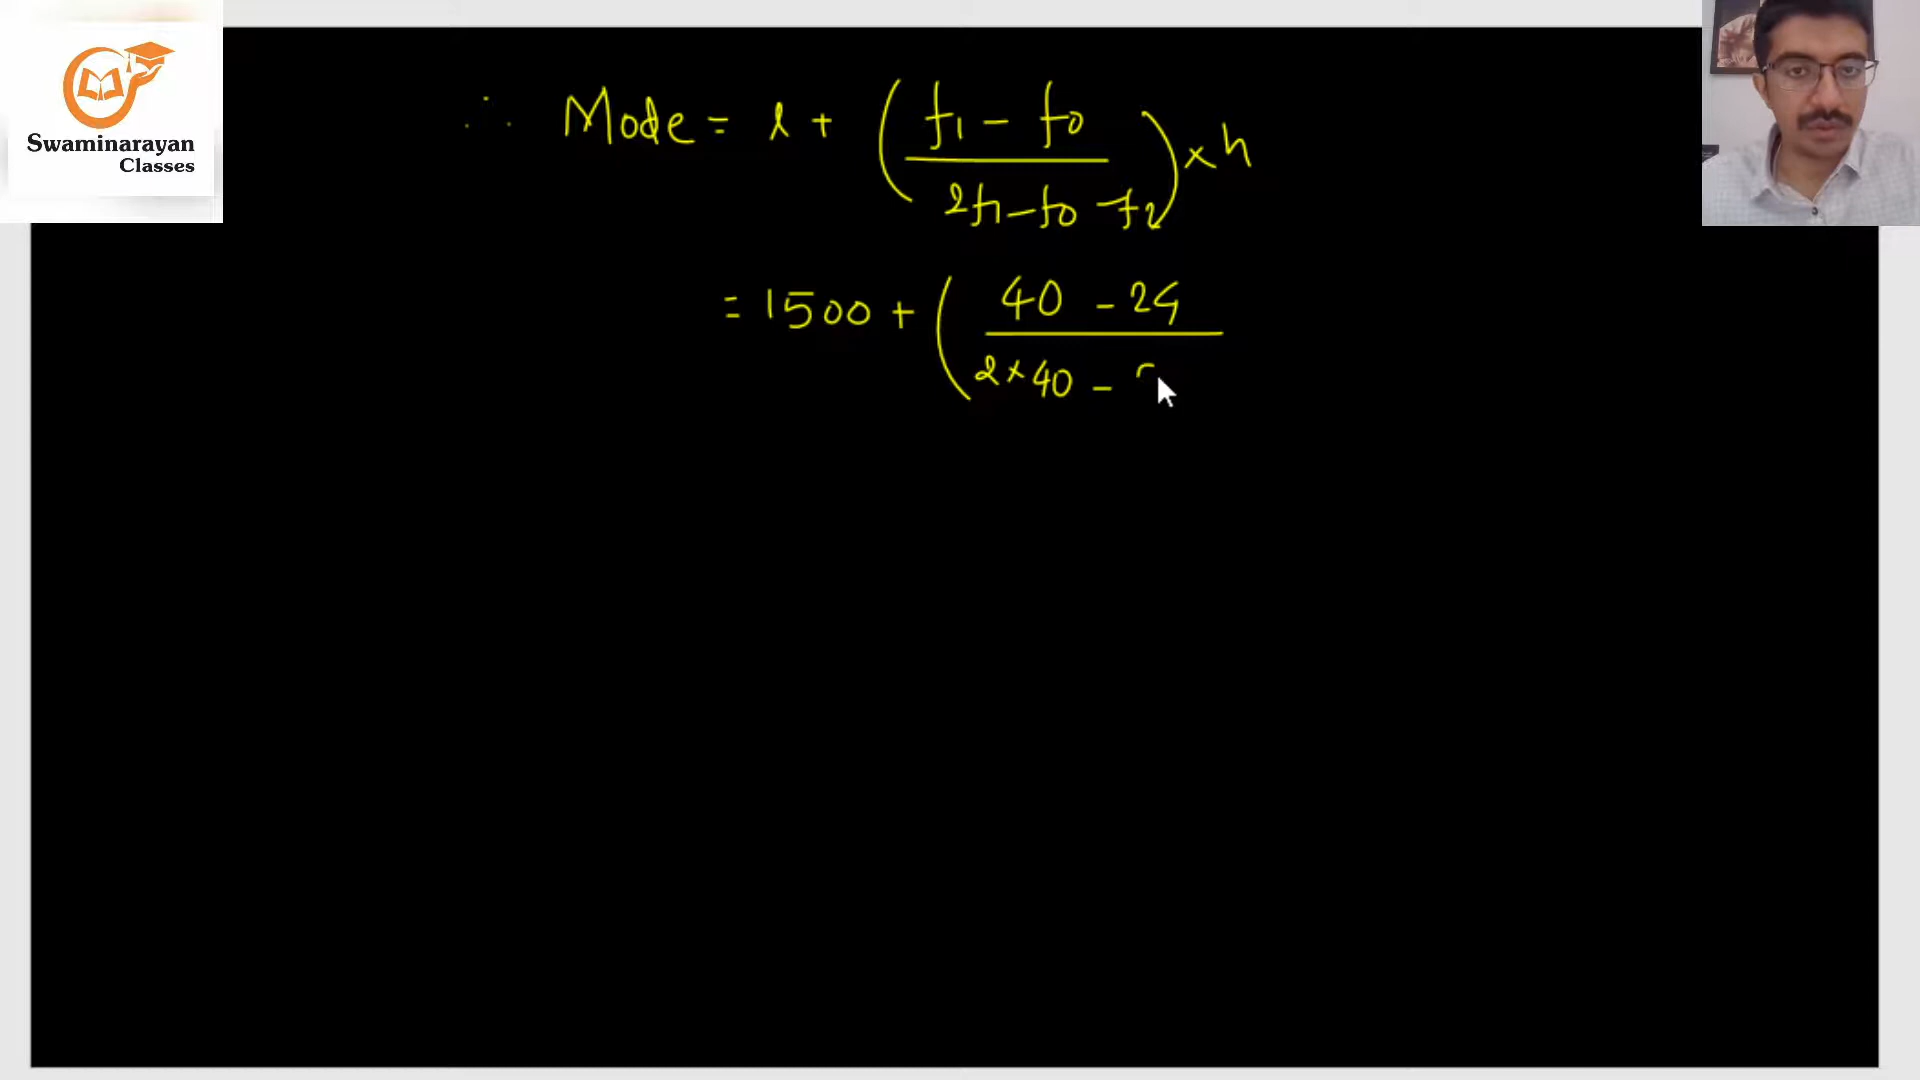 Swaminarayan
Classes
∴ Mode = l + ( f1 - f0 / 2f1 - f0 - f2 ) × h
= 1500 + ( 40 - 24 / 2 × 40 -